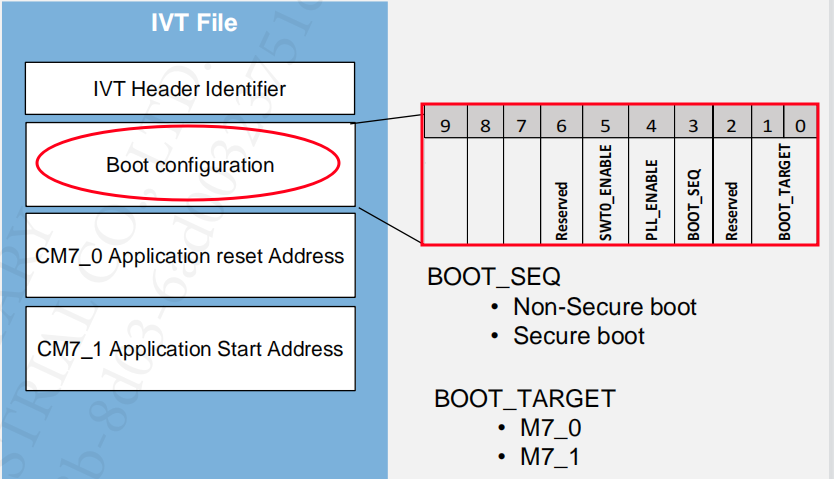 IVT File
IVT Header Identifier
Boot configuration
CM7_0 Application reset Address
CM7_1 Application Start Address
9 8 7 6 5 4 3 2 1 0
Reserved SWT0_ENABLE PLL_ENABLE BOOT_SEQ Reserved BOOT_TARGET
BOOT_SEQ
• Non-Secure boot
• Secure boot
BOOT_TARGET
• M7_0
• M7_1